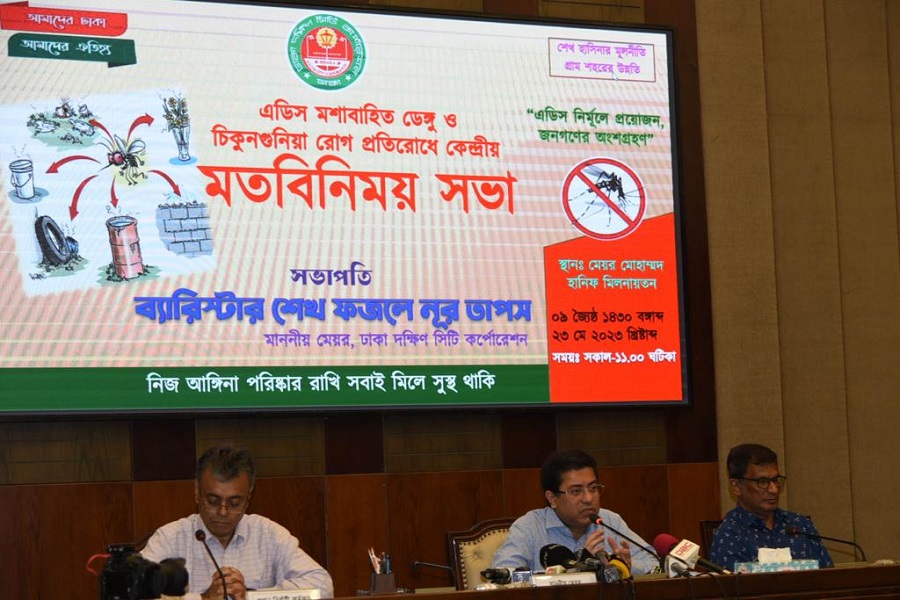 আমাদের ঢাকা
আমাদের ঐতিহ্য
শেখ হাসিনার মূলনীতি
গ্রাম শহরের উন্নতি
এডিস মশাবাহিত ডেঙ্গু ও
চিকুনগুনিয়া রোগ প্রতিরোধে কেন্দ্রীয়
মতবিনিময় সভা
“এডিস নির্মূলে প্রয়োজন,
জনগণের অংশগ্রহণ”
সভাপতি
ব্যারিস্টার শেখ ফজলে নূর তাপস
মাননীয় মেয়র, ঢাকা দক্ষিণ সিটি কর্পোরেশন
স্থানঃ মেয়র মোহাম্মদ
হানিফ মিলনায়তন
০৯ জ্যৈষ্ঠ ১৪৩০ বঙ্গাব্দ
২৩ মে ২০২৩ খ্রিষ্টাব্দ
সময়ঃ সকাল-১১.০০ ঘটিকা
নিজ আঙ্গিনা পরিষ্কার রাখি সবাই মিলে সুস্থ থাকি